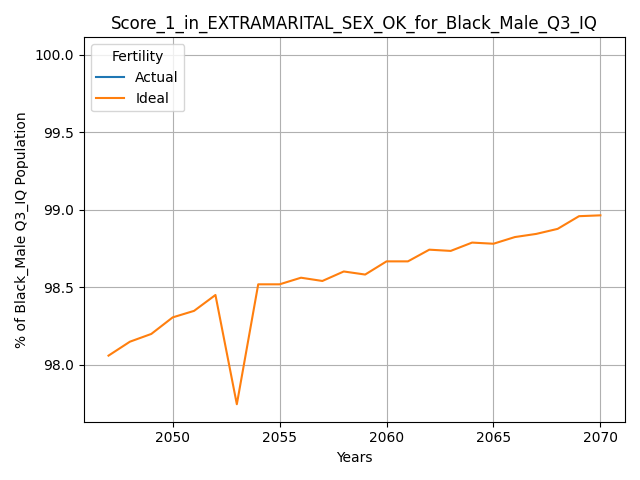 Score_1_in_EXTRAMARITAL_SEX_OK_for_Black_Male_Q3_IQ
Fertility
Actual
Ideal
% of Black_Male Q3_IQ Population
100.0
99.5
99.0
98.5
98.0
2050
2055
2060
2065
2070
Years